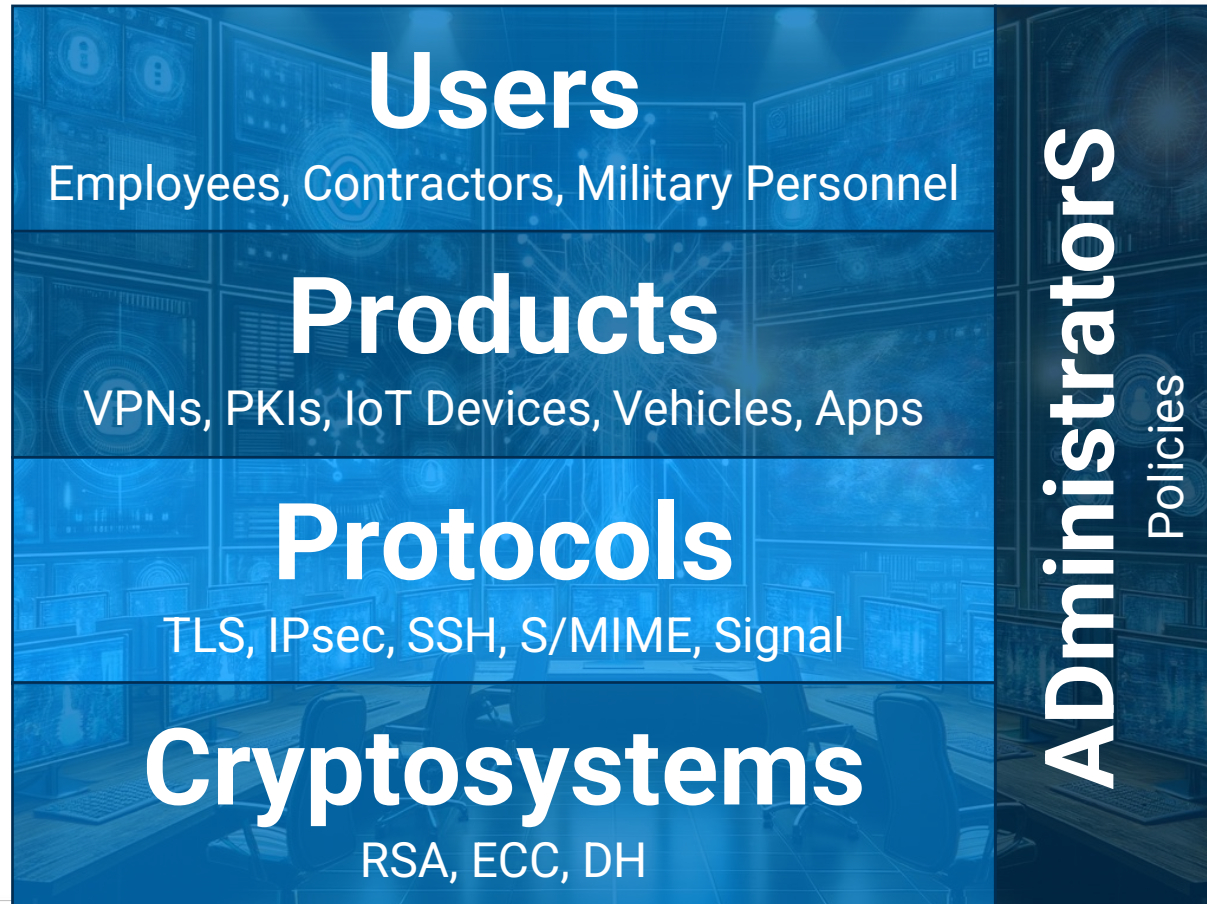 Users
Employees, Contractors, Military Personnel
Products
VPNs, PKIs, IoT Devices, Vehicles, Apps
Protocols
TLS, IPsec, SSH, S/MIME, Signal
Cryptosystems
RSA, ECC, DH
ADministratorS
Policies